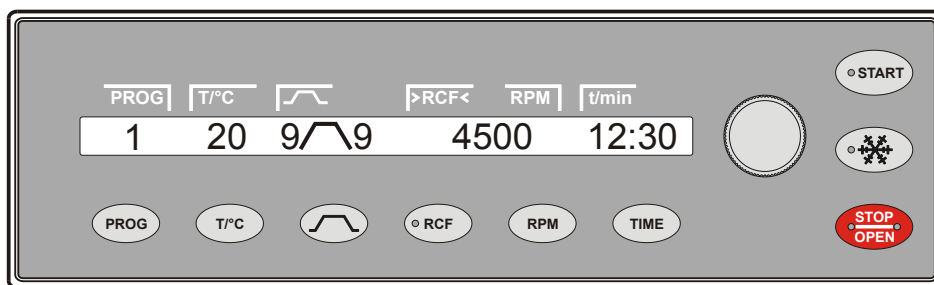 START
PROG T/°C >RCF< RPM t/min
1 20 9 9 4500 12:30
PROG T/°C RCF RPM TIME
STOP
OPEN